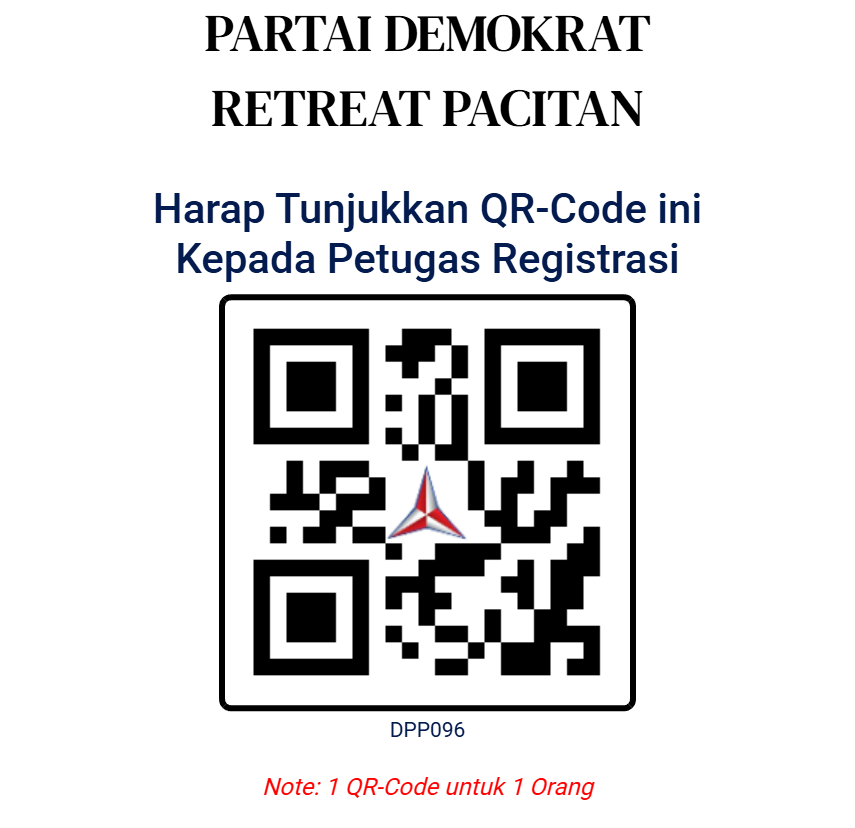 PARTAI DEMOKRAT
RETREAT PACITAN
Harap Tunjukkan QR-Code ini
Kepada Petugas Registrasi
DPP096
Note: 1 QR-Code untuk 1 Orang